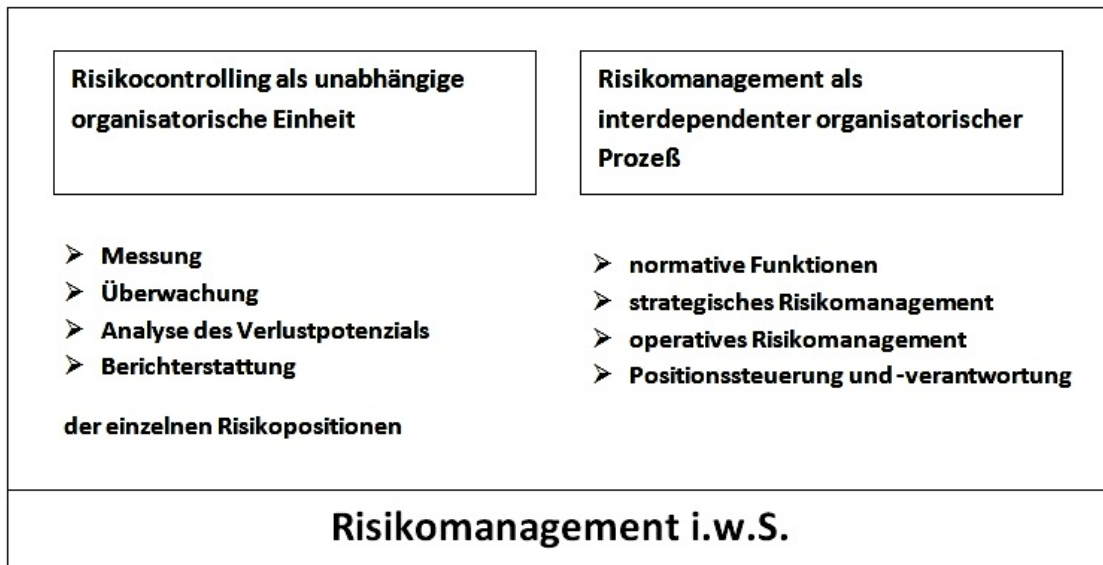 Risikocontrolling als unabhängige
organisatorische Einheit
Risikomanagement als
interdependenter organisatorischer
Prozeß
➢ Messung
➢ Überwachung
➢ Analyse des Verlustpotenzials
➢ Berichterstattung
der einzelnen Risikopositionen
➢ normative Funktionen
➢ strategisches Risikomanagement
➢ operatives Risikomanagement
➢ Positionssteuerung und -verantwortung
Risikomanagement i.w.S.